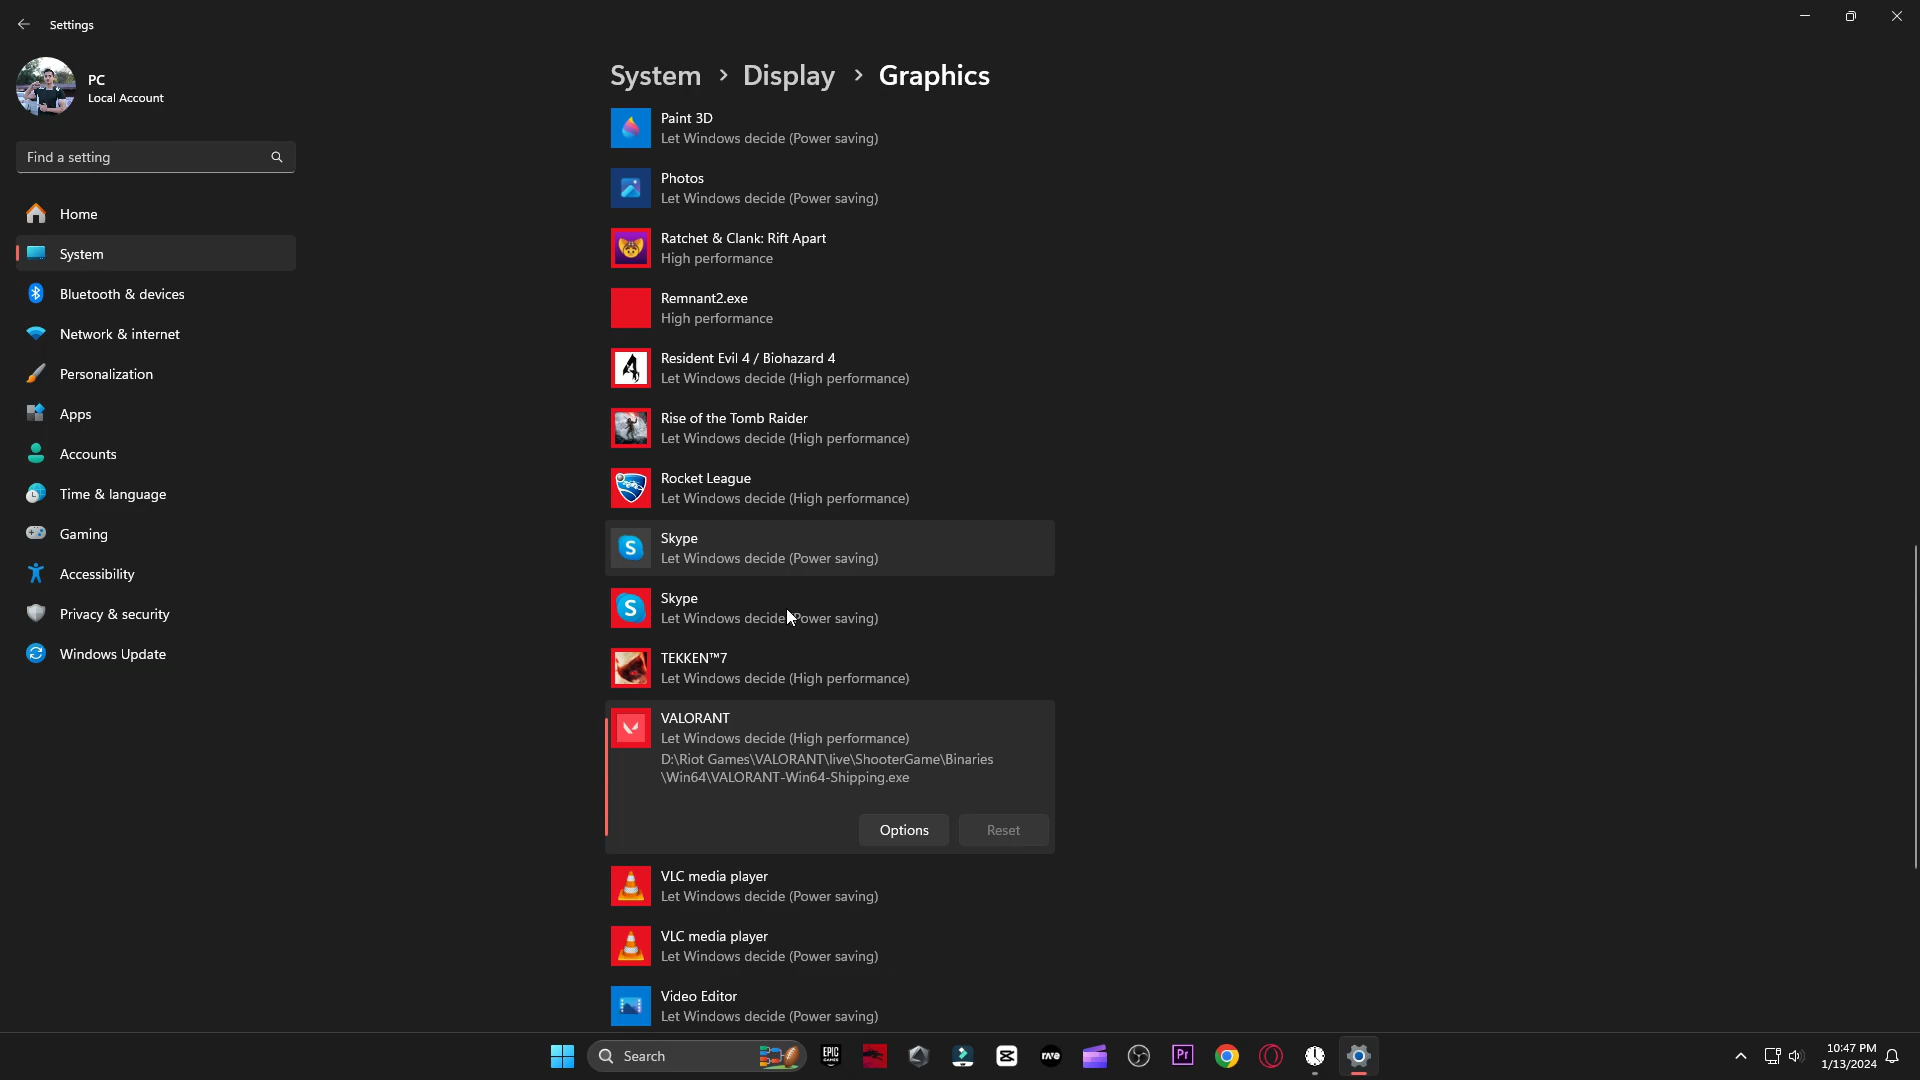 Settings
PC
Local Account
Find a setting
Home
System
Bluetooth & devices
Network & internet
Personalization
Apps
Accounts
Time & language
Gaming
Accessibility
Privacy & security
Windows Update
System > Display > Graphics
Paint 3D
Let Windows decide (Power saving)
Photos
Let Windows decide (Power saving)
Ratchet & Clank: Rift Apart
High performance
Remnant2.exe
High performance
Resident Evil 4 / Biohazard 4
Let Windows decide (High performance)
Rise of the Tomb Raider
Let Windows decide (High performance)
Rocket League
Let Windows decide (High performance)
Skype
Let Windows decide (Power saving)
Skype
Let Windows decide (Power saving)
TEKKEN™7
Let Windows decide (High performance)
VALORANT
Let Windows decide (High performance)
D:\Riot Games\VALORANT\live\ShooterGame\Binaries
\Win64\VALORANT-Win64-Shipping.exe
Options Reset
VLC media player
Let Windows decide (Power saving)
VLC media player
Let Windows decide (Power saving)
Video Editor
Let Windows decide (Power saving)
Search
EPIC
GAMES
Pr
10:47 PM
1/13/2024